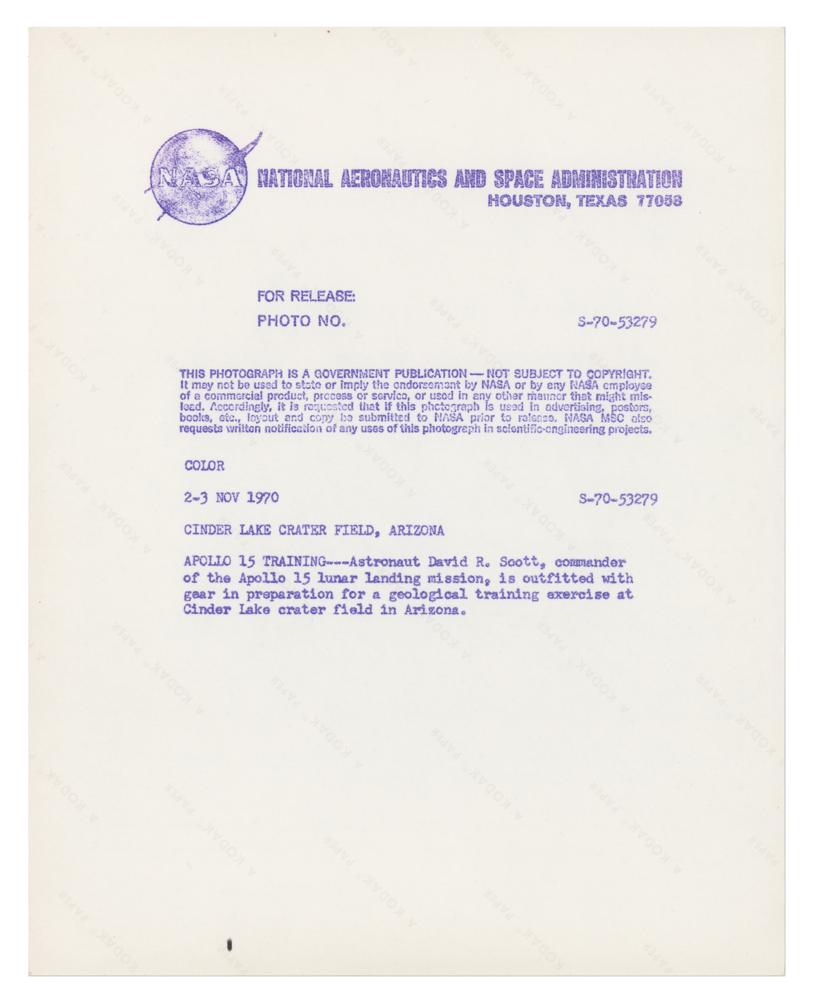 NASA
NATIONAL AERONAUTICS AND SPACE ADMINISTRATION
HOUSTON, TEXAS 77058
FOR RELEASE:
PHOTO NO. S-70-53279
THIS PHOTOGRAPH IS A GOVERNMENT PUBLICATION — NOT SUBJECT TO COPYRIGHT.
It may not be used to state or imply the endorsement by NASA or by any NASA employee
of a commercial product, process or service, or used in any other manner that might mis-
lead. Accordingly, it is requested that if this photograph is used in advertising, posters,
books, etc., layout and copy be submitted to NASA prior to release. NASA MSC also
requests written notification of any uses of this photograph in scientific-engineering projects.
COLOR
2-3 NOV 1970 S-70-53279
CINDER LAKE CRATER FIELD, ARIZONA
APOLLO 15 TRAINING---Astronaut David R. Scott, commander
of the Apollo 15 lunar landing mission, is outfitted with
gear in preparation for a geological training exercise at
Cinder Lake crater field in Arizona.
A KODAK® PAPER